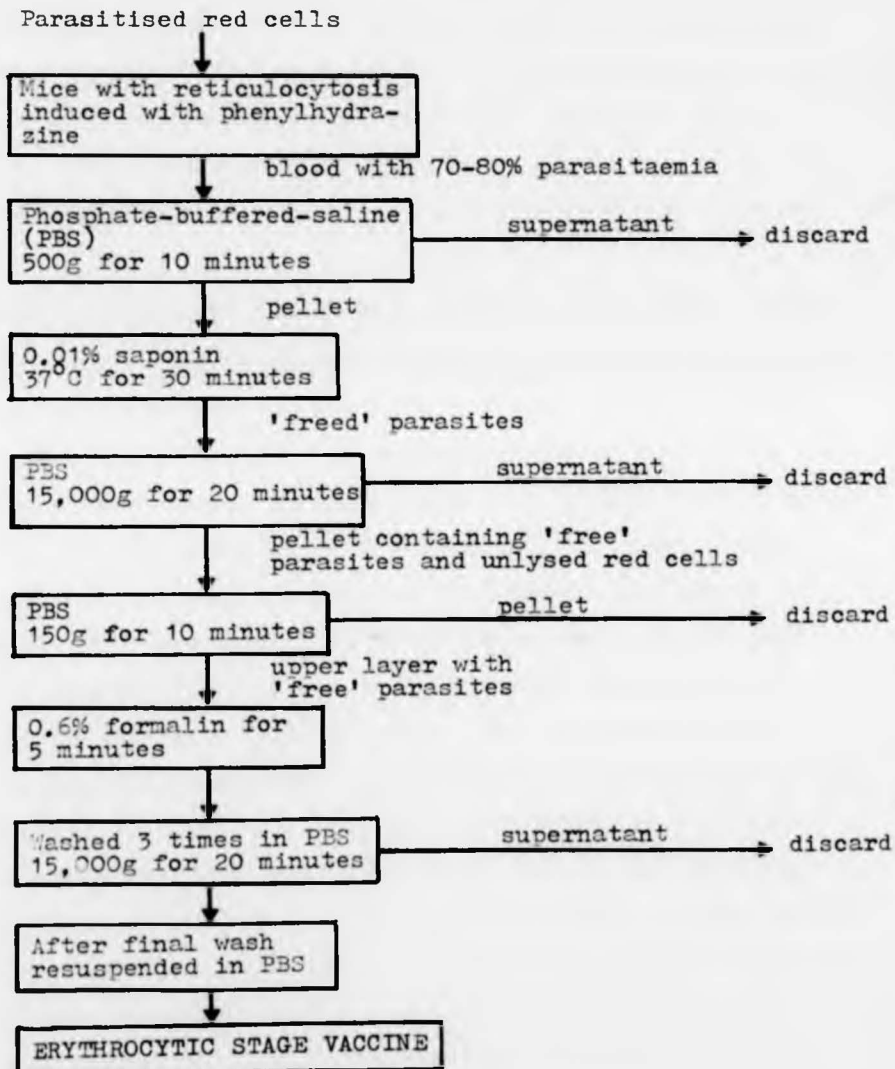 Parasitised red cells
Mice with reticulocytosis
induced with phenylhydra-
zine
blood with 70-80% parasitaemia
Phosphate-buffered-saline
(PBS)
500g for 10 minutes
supernatant
discard
pellet
0.01% saponin
37°C for 30 minutes
'freed' parasites
PBS
15,000g for 20 minutes
supernatant
discard
pellet containing 'free'
parasites and unlysed red cells
PBS
150g for 10 minutes
pellet
discard
upper layer with
'free' parasites
0.6% formalin for
5 minutes
Washed 3 times in PBS
15,000g for 20 minutes
supernatant
discard
After final wash
resuspended in PBS
ERYTHROCYTIC STAGE VACCINE